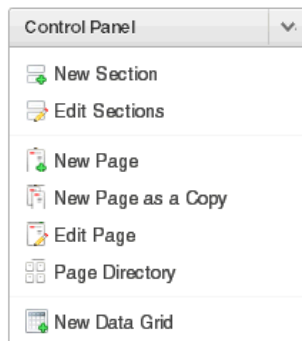 Control Panel
New Section
Edit Sections
New Page
New Page as a Copy
Edit Page
Page Directory
New Data Grid